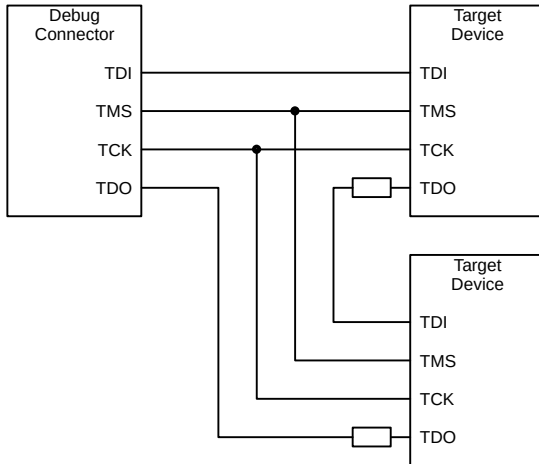 Debug
Connector
TDI
TMS
TCK
TDO
Target
Device
TDI
TMS
TCK
TDO
Target
Device
TDI
TMS
TCK
TDO